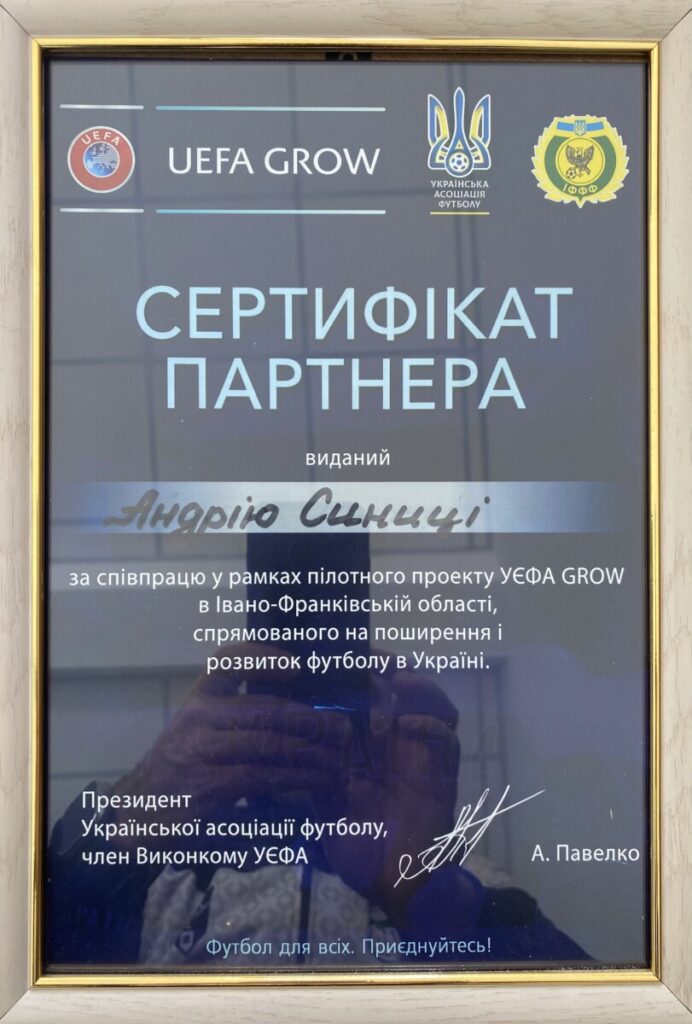 UEFA
UEFA GROW
УКРАЇНСЬКА
АСОЦІАЦІЯ
ФУТБОЛУ
ІФФФ
СЕРТИФІКАТ
ПАРТНЕРА
виданий
Андрію Синиці
за співпрацю у рамках пілотного проекту УЄФА GROW
в Івано-Франківській області,
спрямованого на поширення і
розвиток футболу в Україні.
Президент
Української асоціації футболу,
член Виконкому УЄФА
А. Павелко
Футбол для всіх. Приєднуйтесь!